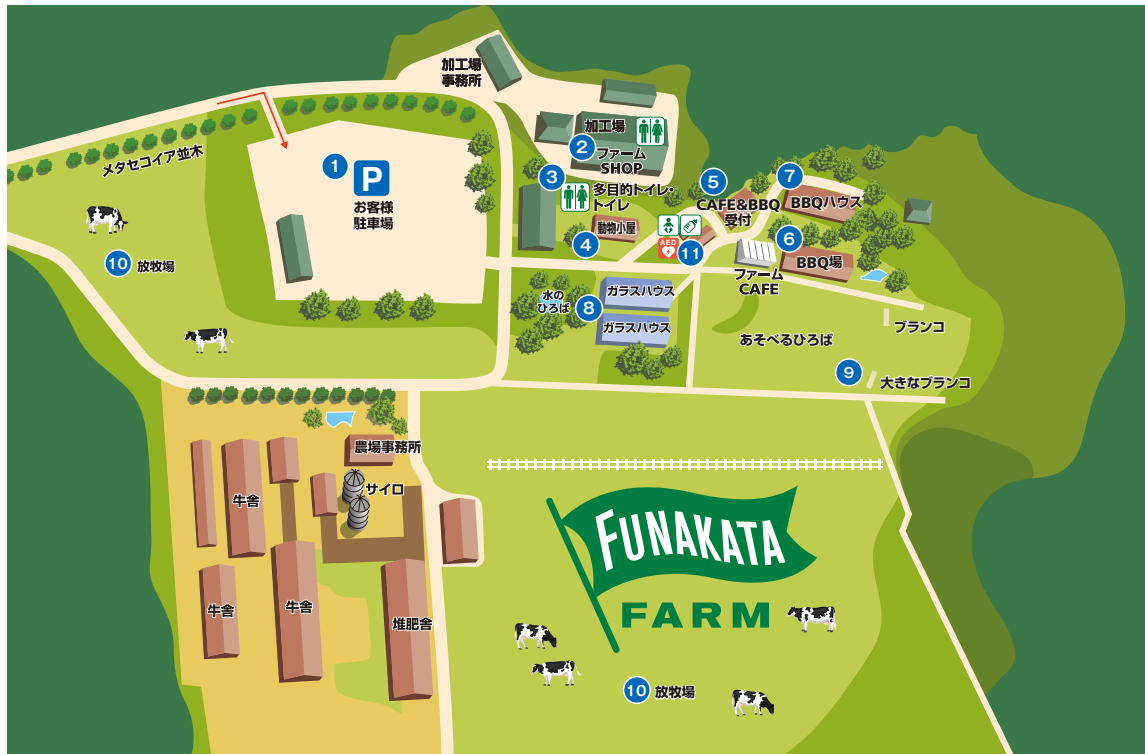 加工場
事務所
メタセコイア並木
1
P
お客様
駐車場
加工場
2
ファーム
SHOP
3
多目的トイレ・
トイレ
4
動物小屋
5
CAFE&BBQ
受付
AED
11
7
BBQハウス
6
BBQ場
ファーム
CAFE
10
放牧場
水の
ひろば
8
ガラスハウス
ガラスハウス
あそべるひろば
ブランコ
9
大きなブランコ
農場事務所
サイロ
牛舎
牛舎
牛舎
堆肥舎
FUNAKATA
FARM
10
放牧場